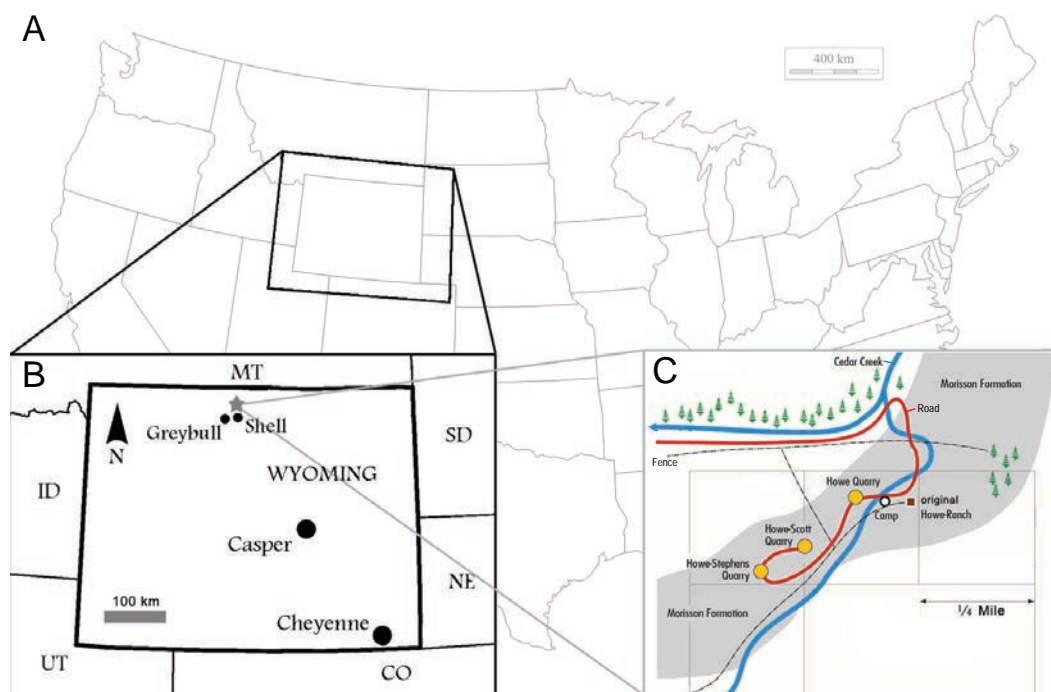 A
400 km
B
MT
Greybull
Shell
N
WYOMING
SD
ID
Casper
NE
100 km
Cheyenne
UT
CO
C
Cedar Creek
Morisson Formation
Road
Fence
Howe Quarry
original
Camp
Howe-Ranch
Howe-Scott
Quarry
Howe-Stephens
Quarry
Morisson Formation
1/4 Mile